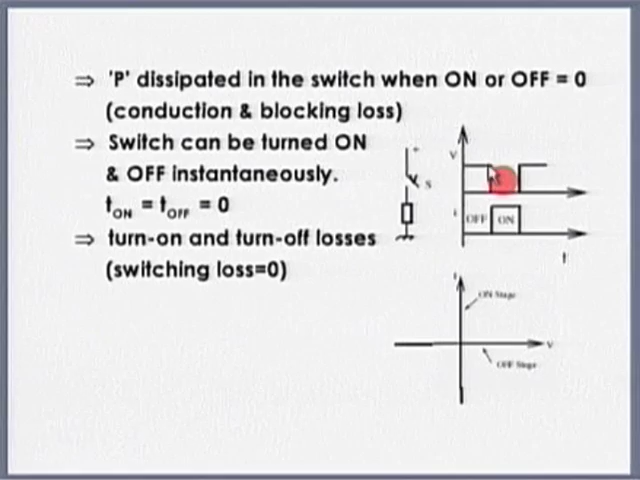 ⇒ 'P' dissipated in the switch when ON or OFF = 0
(conduction & blocking loss)
⇒ Switch can be turned ON
& OFF instantaneously.
tON = tOFF = 0
⇒ turn-on and turn-off losses
(switching loss=0)
V
S
i
OFF ON
t
i
ON Stage
V
OFF Stage